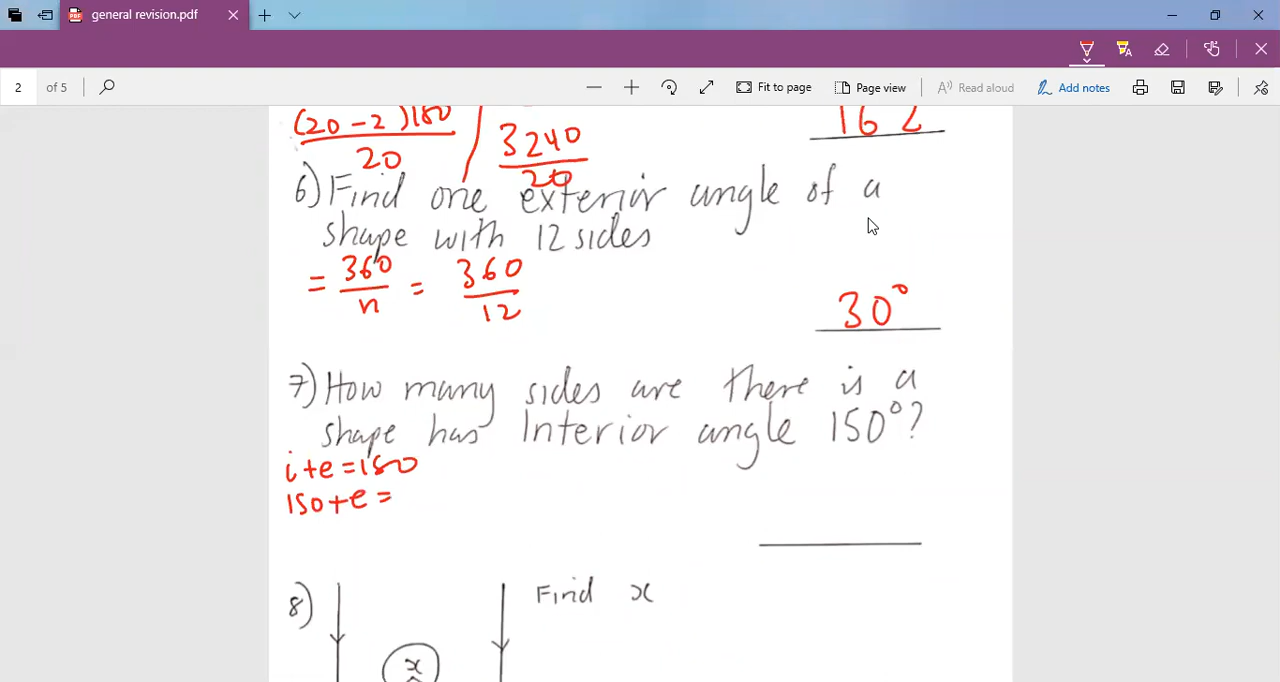 general revision.pdf
2 of 5
Fit to page
Page view
Read aloud
Add notes
(20-2)180
20
3240
20
162
6) Find one exterior angle of a
shape with 12 sides
= 360/n = 360/12
30°
7) How many sides are there is a
shape has Interior angle 150°?
i+e=180
150+e=
8)
Find x
x